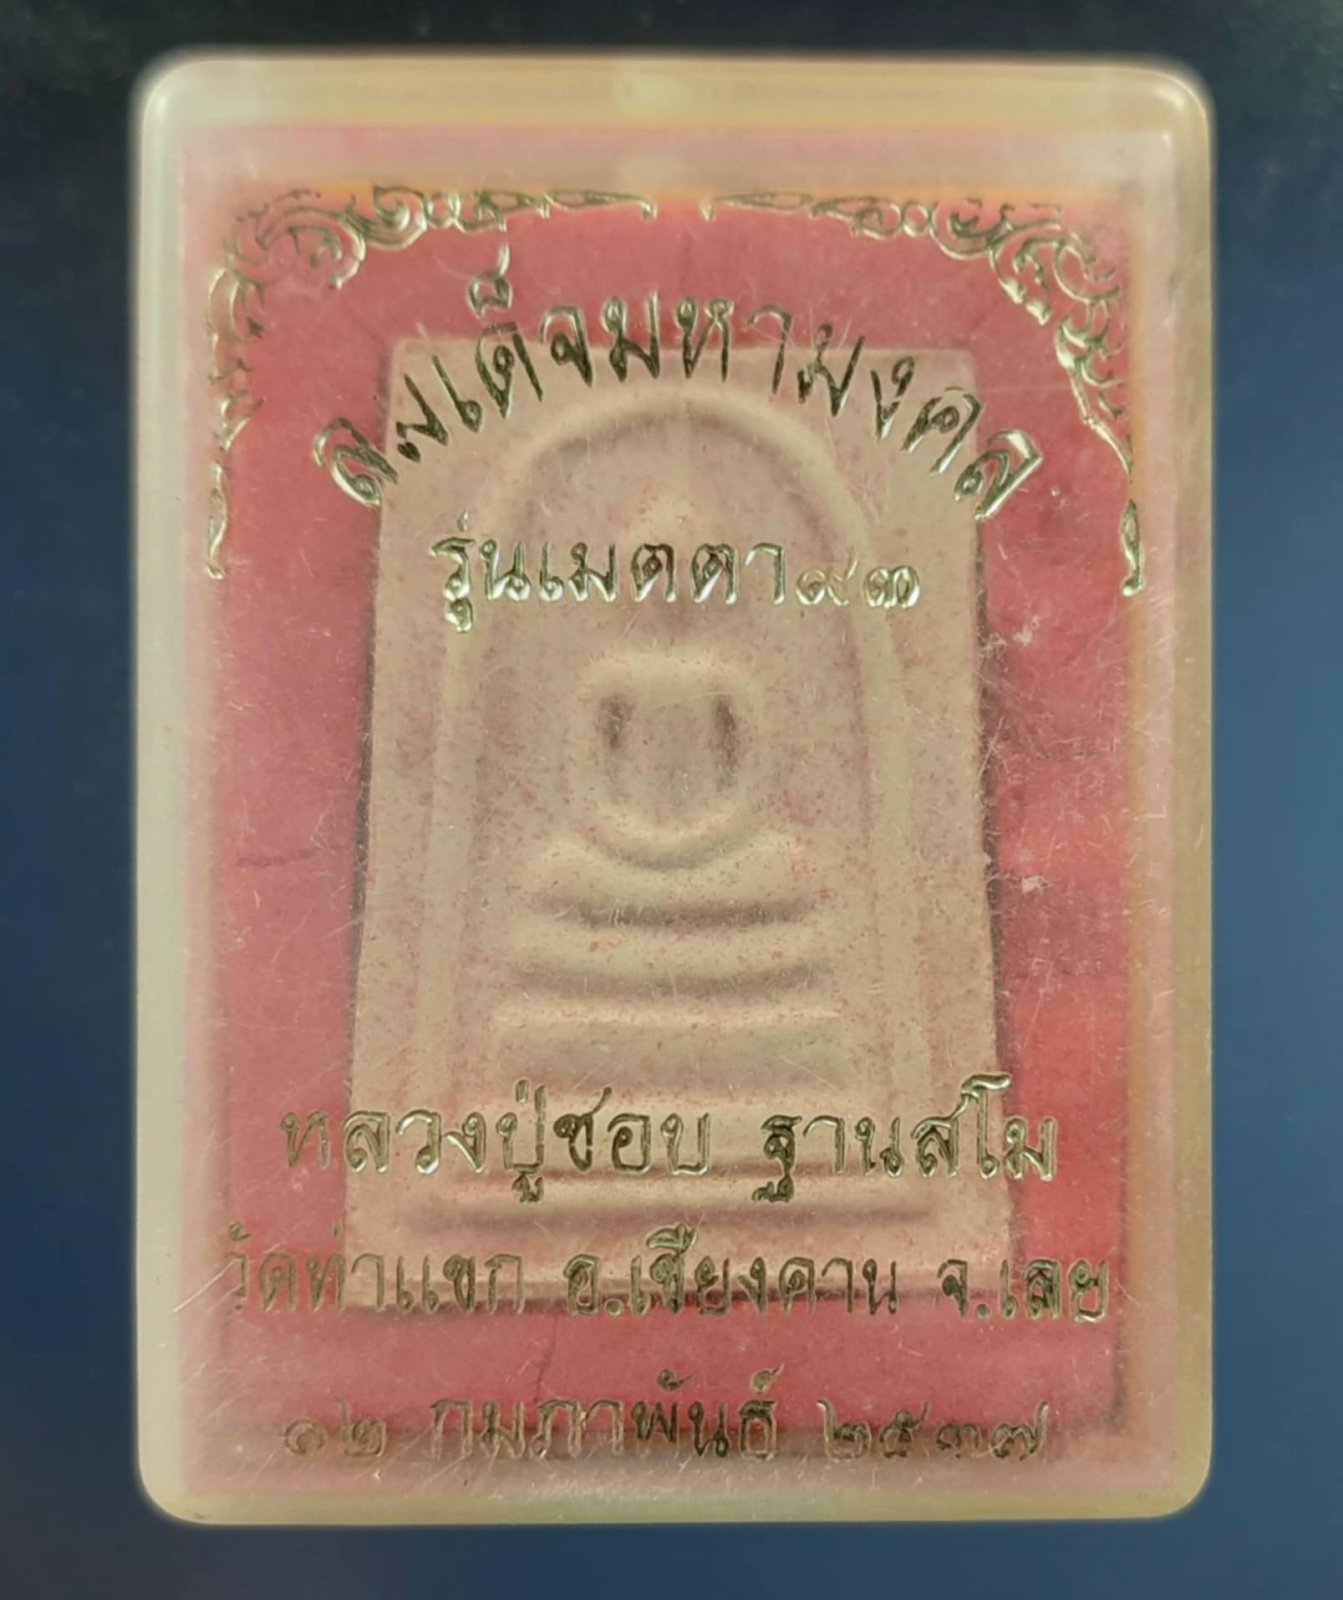 สมเด็จมหามงคล
รุ่นเมตตา๙๓
หลวงปู่ชอบ ฐานสโม
วัดท่าแขก อ.เชียงคาน จ.เลย
๑๒ กุมภาพันธ์ ๒๕๓๗